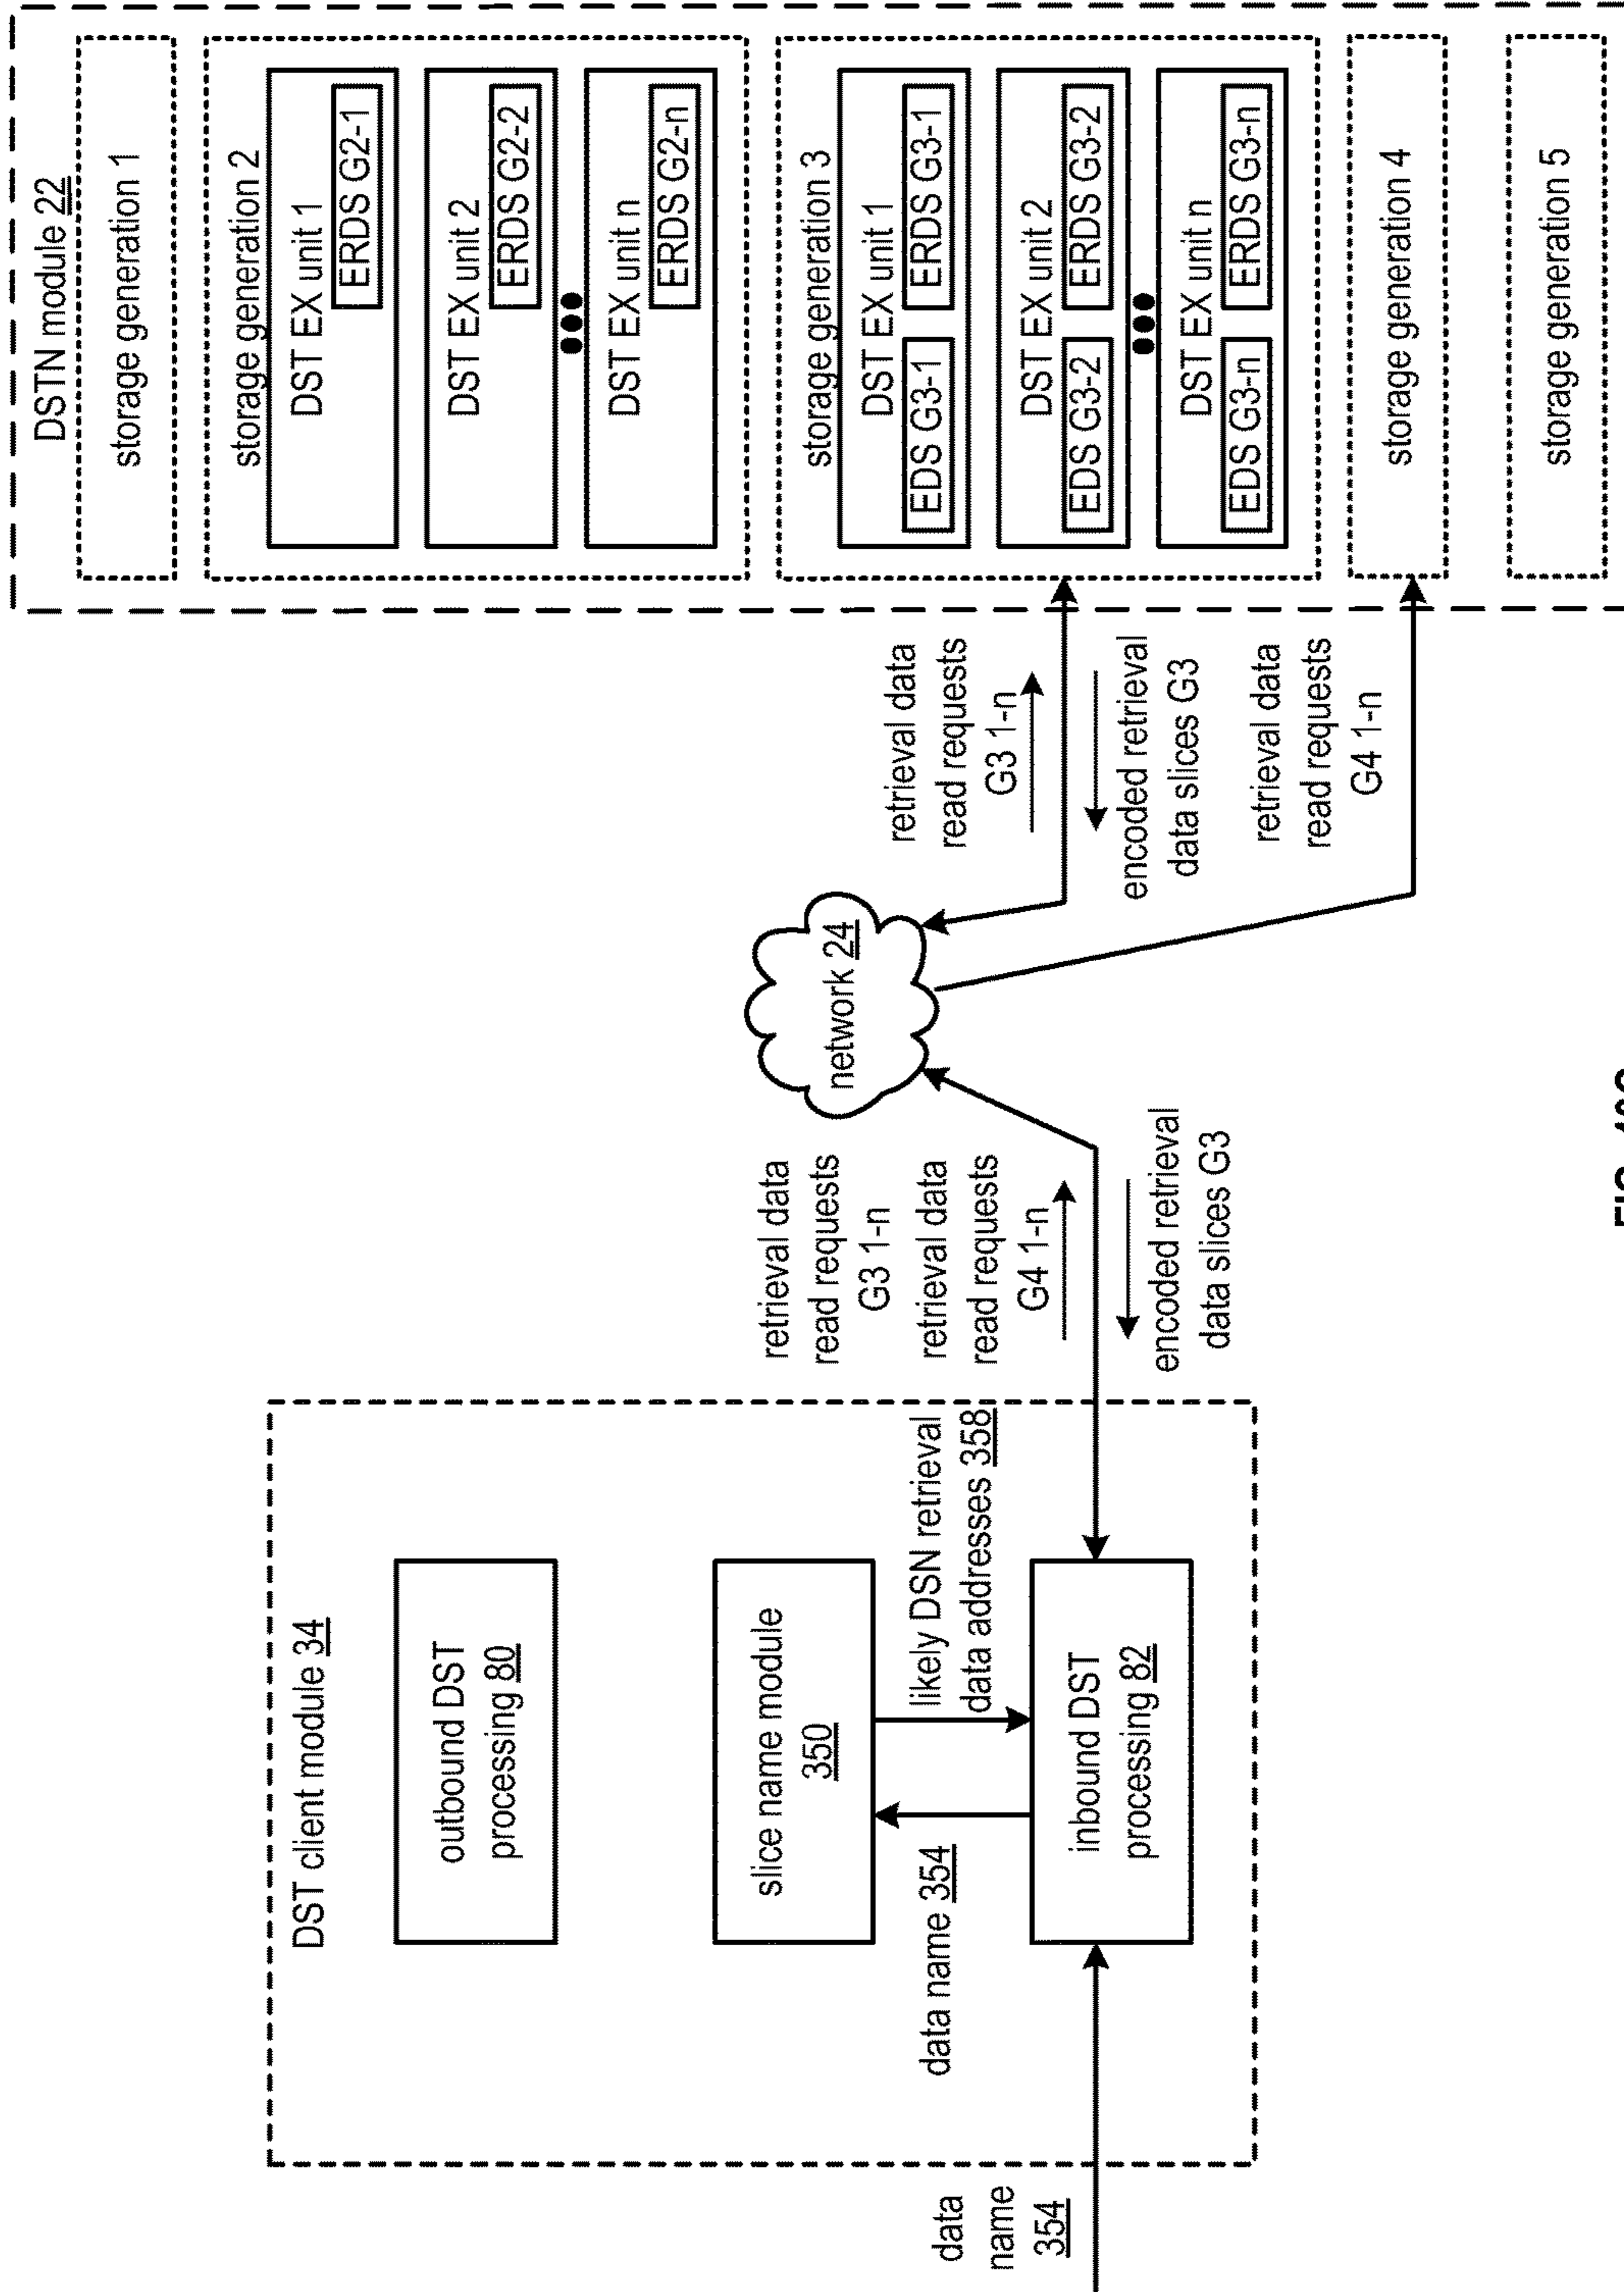 DST client module 34
outbound DST
processing 80
slice name module
350
data name 354
likely DSN retrieval
data addresses 358
inbound DST
processing 82
data
name
354
retrieval data
read requests
G3 1-n
retrieval data
read requests
G4 1-n
encoded retrieval
data slices G3
network 24
retrieval data
read requests
G3 1-n
encoded retrieval
data slices G3
retrieval data
read requests
G4 1-n
DSTN module 22
storage generation 1
storage generation 2
DST EX unit 1
ERDS G2-1
DST EX unit 2
ERDS G2-2
DST EX unit n
ERDS G2-n
storage generation 3
DST EX unit 1
EDS G3-1
ERDS G3-1
DST EX unit 2
EDS G3-2
ERDS G3-2
DST EX unit n
EDS G3-n
ERDS G3-n
storage generation 4
storage generation 5